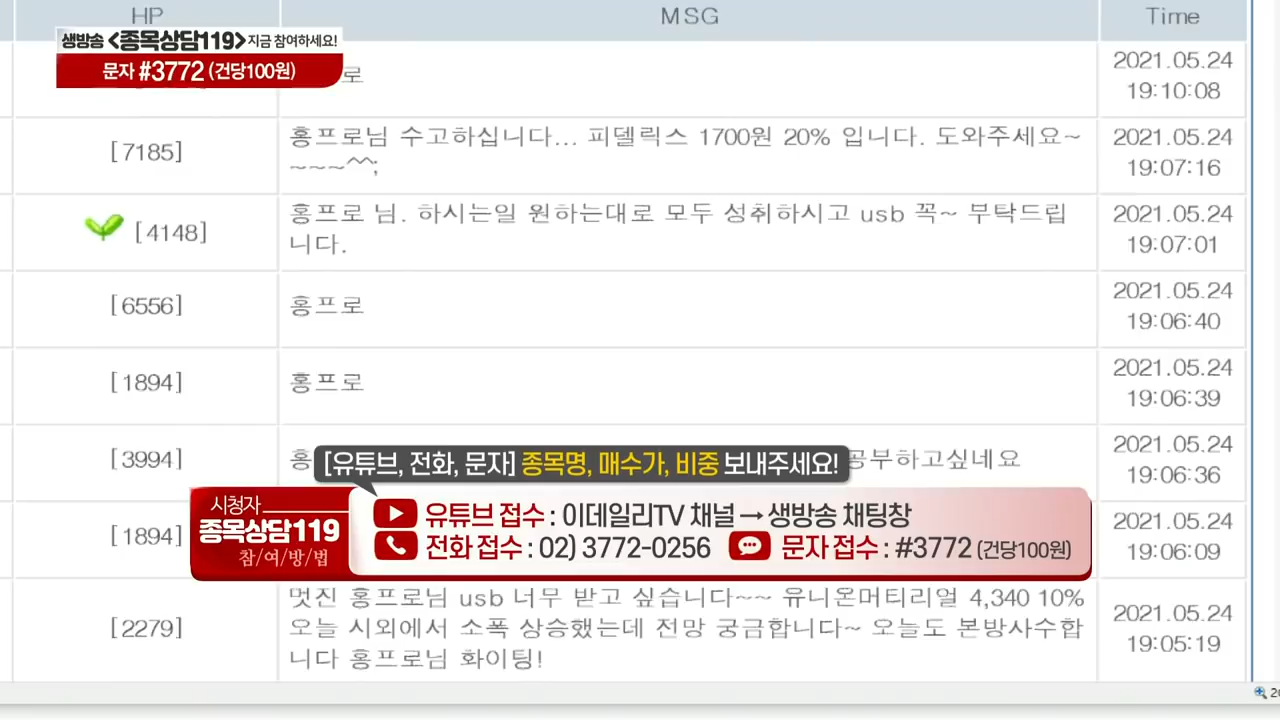 HP MSG Time
생방송 <종목상담119> 지금 참여하세요!
문자 #3772 (건당100원)
로
2021.05.24
19:10:08
[7185]
홍프로님 수고하십니다... 피델릭스 1700원 20% 입니다. 도와주세요~
~~~~^^;
2021.05.24
19:07:16
[4148]
홍프로 님. 하시는일 원하는대로 모두 성취하시고 usb 꼭~ 부탁드립
니다.
2021.05.24
19:07:01
[6556]
홍프로
2021.05.24
19:06:40
[1894]
홍프로
2021.05.24
19:06:39
[3994]
홍
공부하고싶네요
2021.05.24
19:06:36
[유튜브, 전화, 문자] 종목명, 매수가, 비중 보내주세요!
[1894]
2021.05.24
19:06:09
시청자
종목상담119
참/여/방/법
유튜브 접수 : 이데일리TV 채널 → 생방송 채팅창
전화 접수 : 02) 3772-0256 문자 접수 : #3772 (건당100원)
[2279]
멋진 홍프로님 usb 너무 받고 싶습니다~~ 유니온머티리얼 4,340 10%
오늘 시외에서 소폭 상승했는데 전망 궁금합니다~ 오늘도 본방사수합
니다 홍프로님 화이팅!
2021.05.24
19:05:19